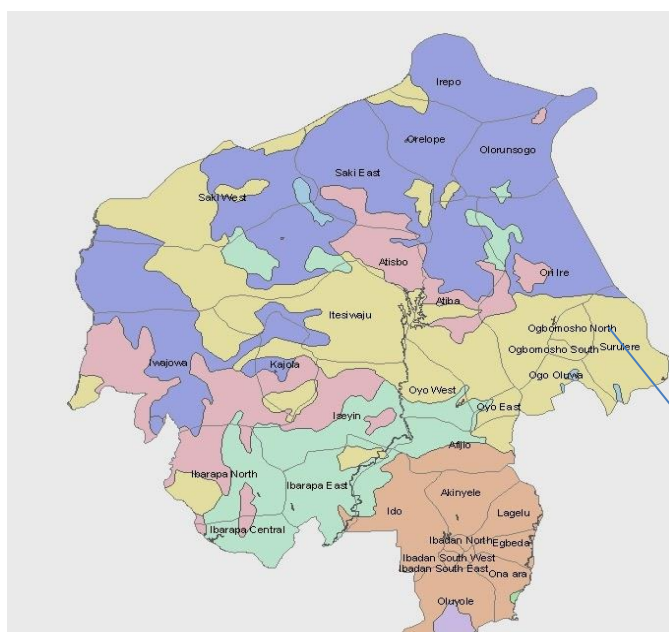 Irepo
Orelope
Olorunsogo
Saki East
Saki West
Atisbo
Ori Ire
Atiba
Itesiwaju
Ogbomosho North
Ogbomosho South
Surulere
Iwajowa
Kajola
Ogo Oluwa
Oyo West
Oyo East
Iseyin
Afijio
Ibarapa North
Ibarapa East
Akinyele
Ido
Lagelu
Ibarapa Central
Ibadan North
Egbeda
Ibadan South West
Ibadan South East
Ona ara
Oluyole